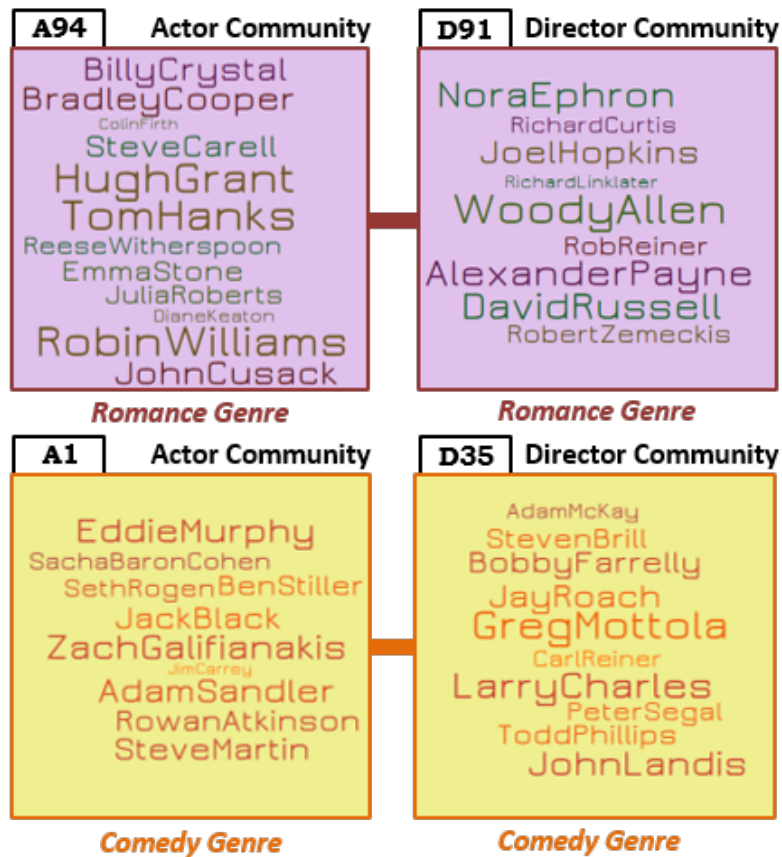 A94 Actor Community
BillyCrystal
BradleyCooper
ColinFirth
SteveCarell
HughGrant
TomHanks
ReeseWitherspoon
EmmaStone
JuliaRoberts
DianeKeaton
RobinWilliams
JohnCusack
Romance Genre
D91 Director Community
NoraEphron
RichardCurtis
JoelHopkins
RichardLinklater
WoodyAllen
RobReiner
AlexanderPayne
DavidRussell
RobertZemeckis
Romance Genre
A1 Actor Community
EddieMurphy
SachaBaronCohen
SethRogen BenStiller
JackBlack
ZachGalifianakis
JimCarrey
AdamSandler
RowanAtkinson
SteveMartin
Comedy Genre
D35 Director Community
AdamMcKay
StevenBrill
BobbyFarrelly
JayRoach
GregMottola
CarlReiner
LarryCharles
PeterSegal
ToddPhillips
JohnLandis
Comedy Genre